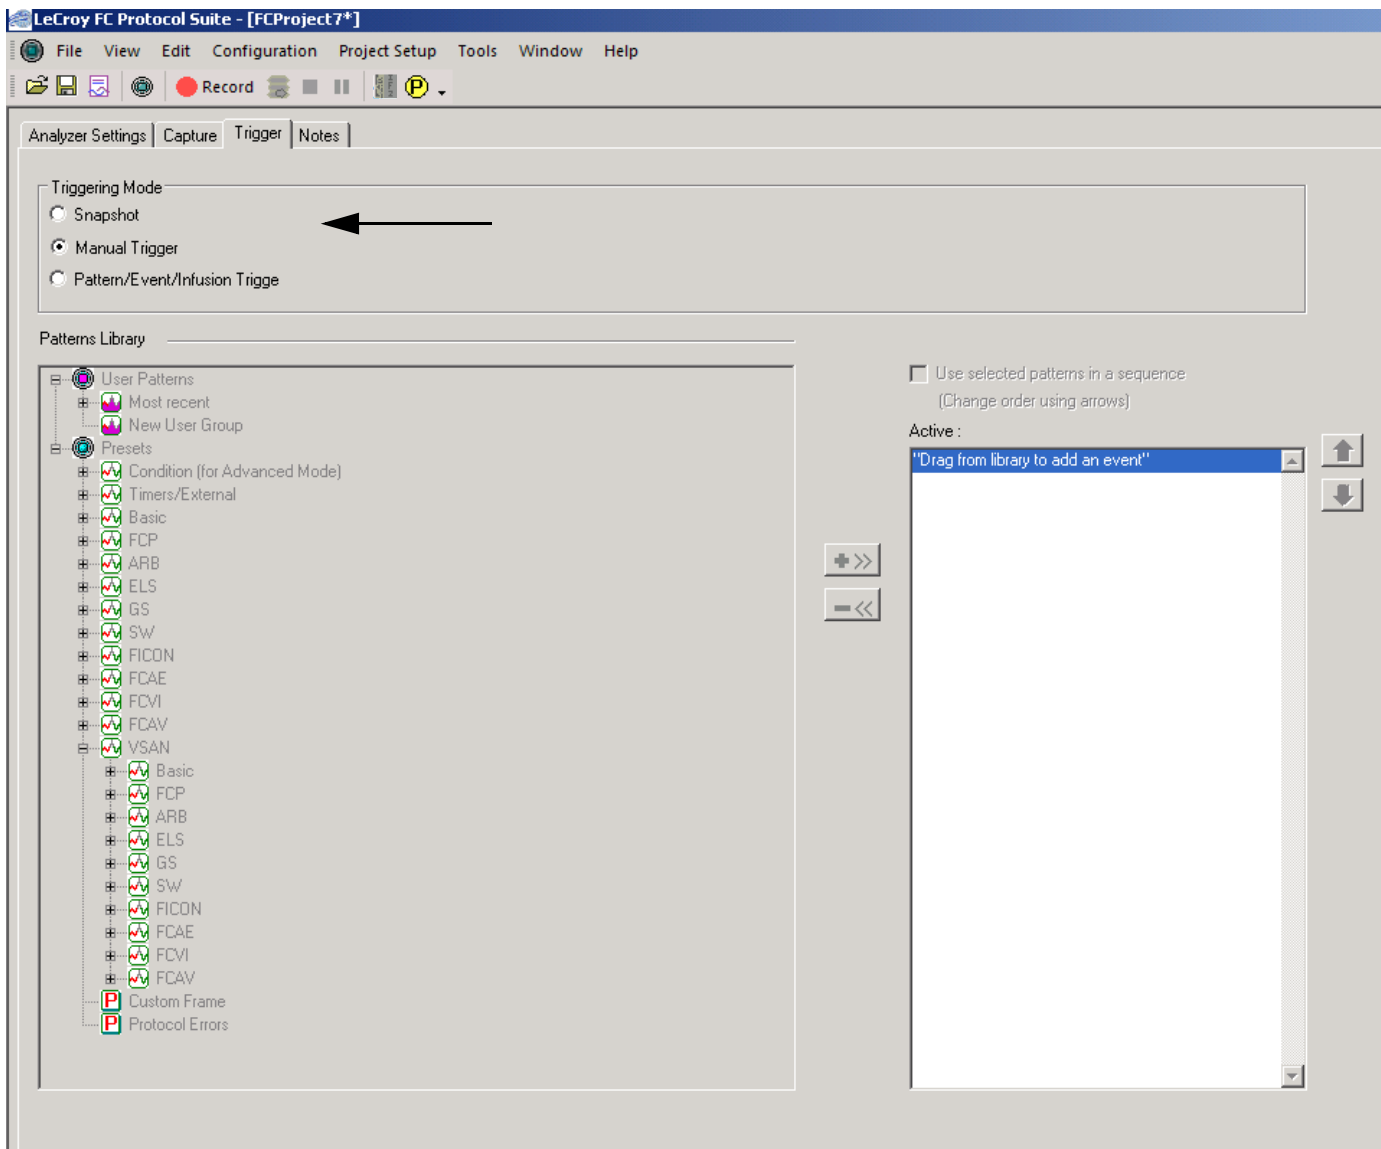 LeCroy FC Protocol Suite - [FCProject7*]
File View Edit Configuration Project Setup Tools Window Help
Record P
Analyzer Settings Capture Trigger Notes
Triggering Mode
Snapshot
Manual Trigger
Pattern/Event/Infusion Trigge
Patterns Library
User Patterns
Most recent
New User Group
Presets
Condition (for Advanced Mode)
Timers/External
Basic
FCP
ARB
ELS
GS
SW
FICON
FCAE
FCVI
FCAV
VSAN
Basic
FCP
ARB
ELS
GS
SW
FICON
FCAE
FCVI
FCAV
P Custom Frame
P Protocol Errors
Use selected patterns in a sequence
(Change order using arrows)
Active :
"Drag from library to add an event"
+ >>
- <<